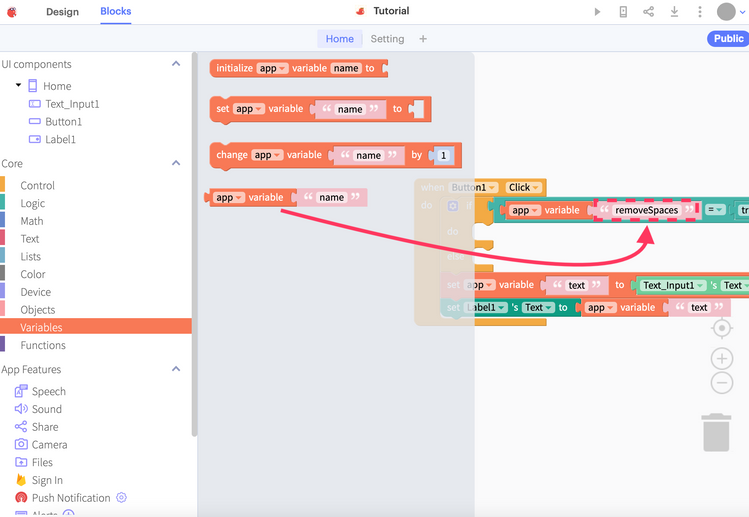 Design Blocks Tutorial
Home Setting +
Public
UI components
Home
Text_Input1
Button1
Label1
Core
Control
Logic
Math
Text
Lists
Color
Device
Objects
Variables
Functions
App Features
Speech
Sound
Share
Camera
Files
Sign In
Push Notification
Alerts
initialize app variable name to
set app variable “ name ” to
change app variable “ name ” by 1
app variable “ name ”
when Button1 Click
do if app variable “ removeSpaces ” =
do
set app variable “ text ” to Text_Input1 's Text
set Label1 's Text to app variable “ text ”